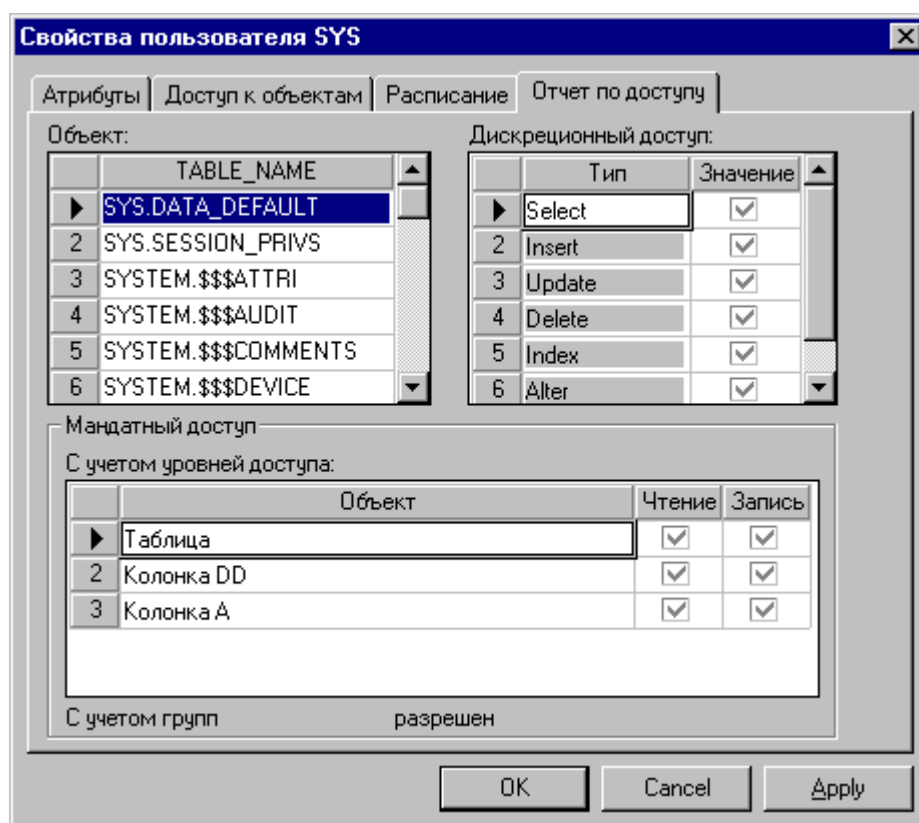 Свойства пользователя SYS
Атрибуты Доступ к объектам Расписание Отчет по доступу
Объект:
TABLE_NAME
SYS.DATA_DEFAULT
2 SYS.SESSION_PRIVS
3 SYSTEM.$$$ATTRI
4 SYSTEM.$$$AUDIT
5 SYSTEM.$$$COMMENTS
6 SYSTEM.$$$DEVICE
Дискреционный доступ:
Тип Значение
Select
2 Insert
3 Update
4 Delete
5 Index
6 Alter
Мандатный доступ
С учетом уровней доступа:
Объект Чтение Запись
Таблица
2 Колонка DD
3 Колонка A
С учетом групп разрешен
OK Cancel Apply